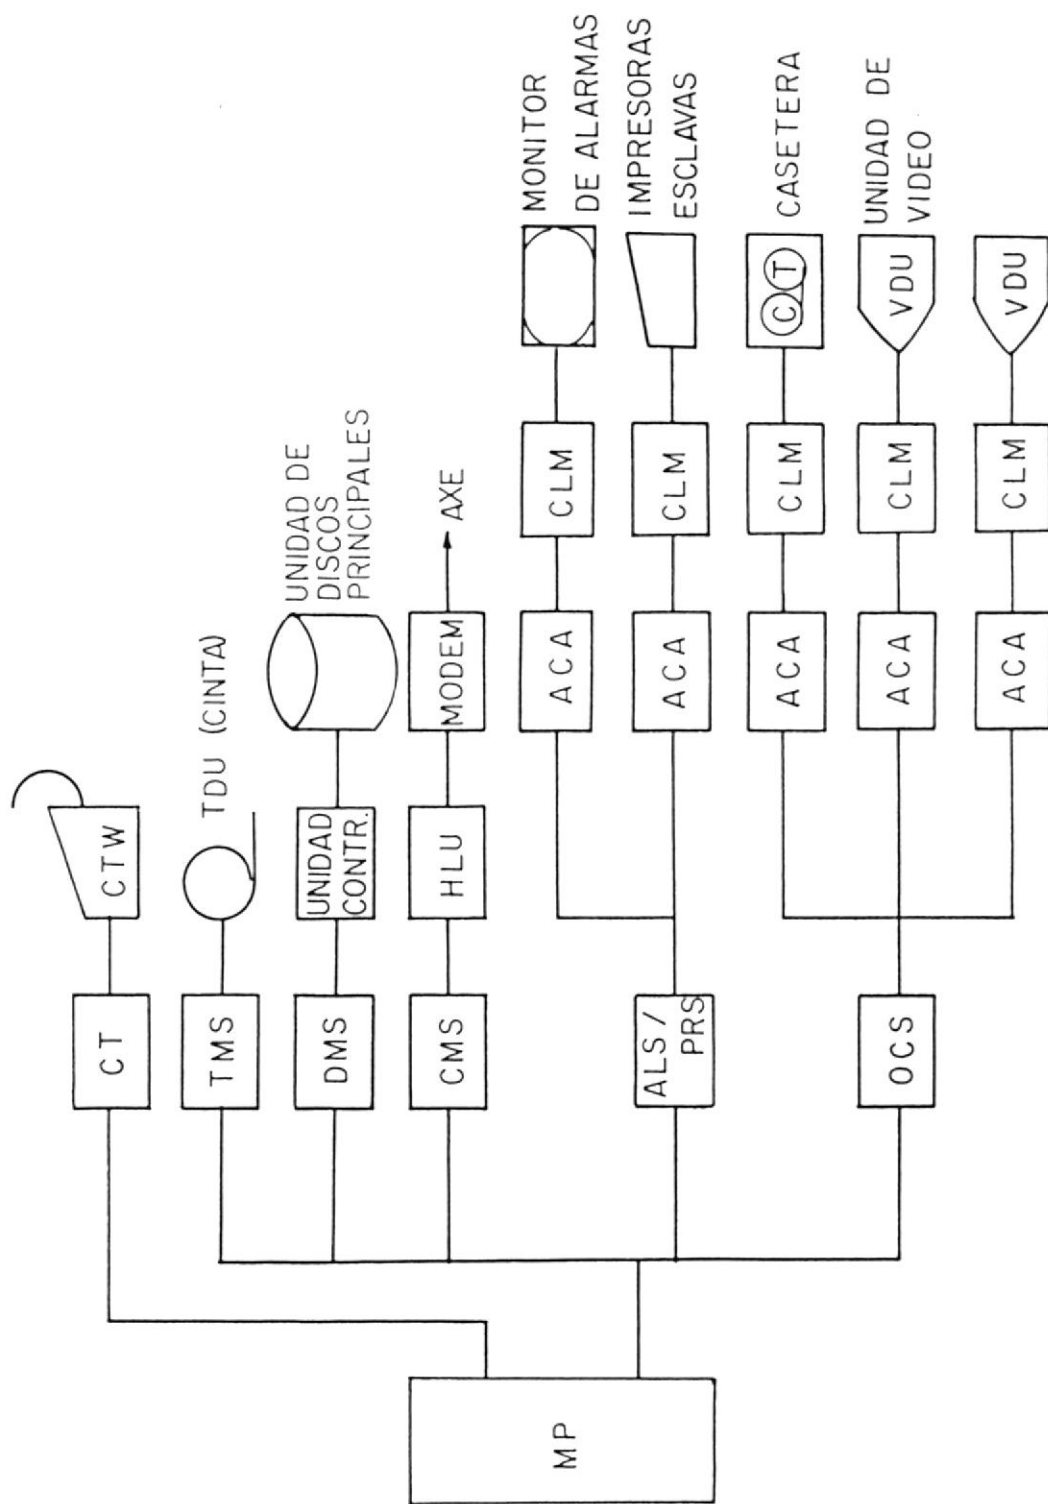 MP
CT
CTW
TMS
TDU (CINTA)
DMS
UNIDAD
CONTR.
UNIDAD DE
DISCOS
PRINCIPALES
CMS
HLU
MODEM
AXE
ALS /
PRS
ACA
CLM
MONITOR
DE ALARMAS
ACA
CLM
IMPRESORAS
ESCLAVAS
OCS
ACA
CLM
C T
CASETERA
ACA
CLM
VDU
UNIDAD DE
VIDEO
ACA
CLM
VDU